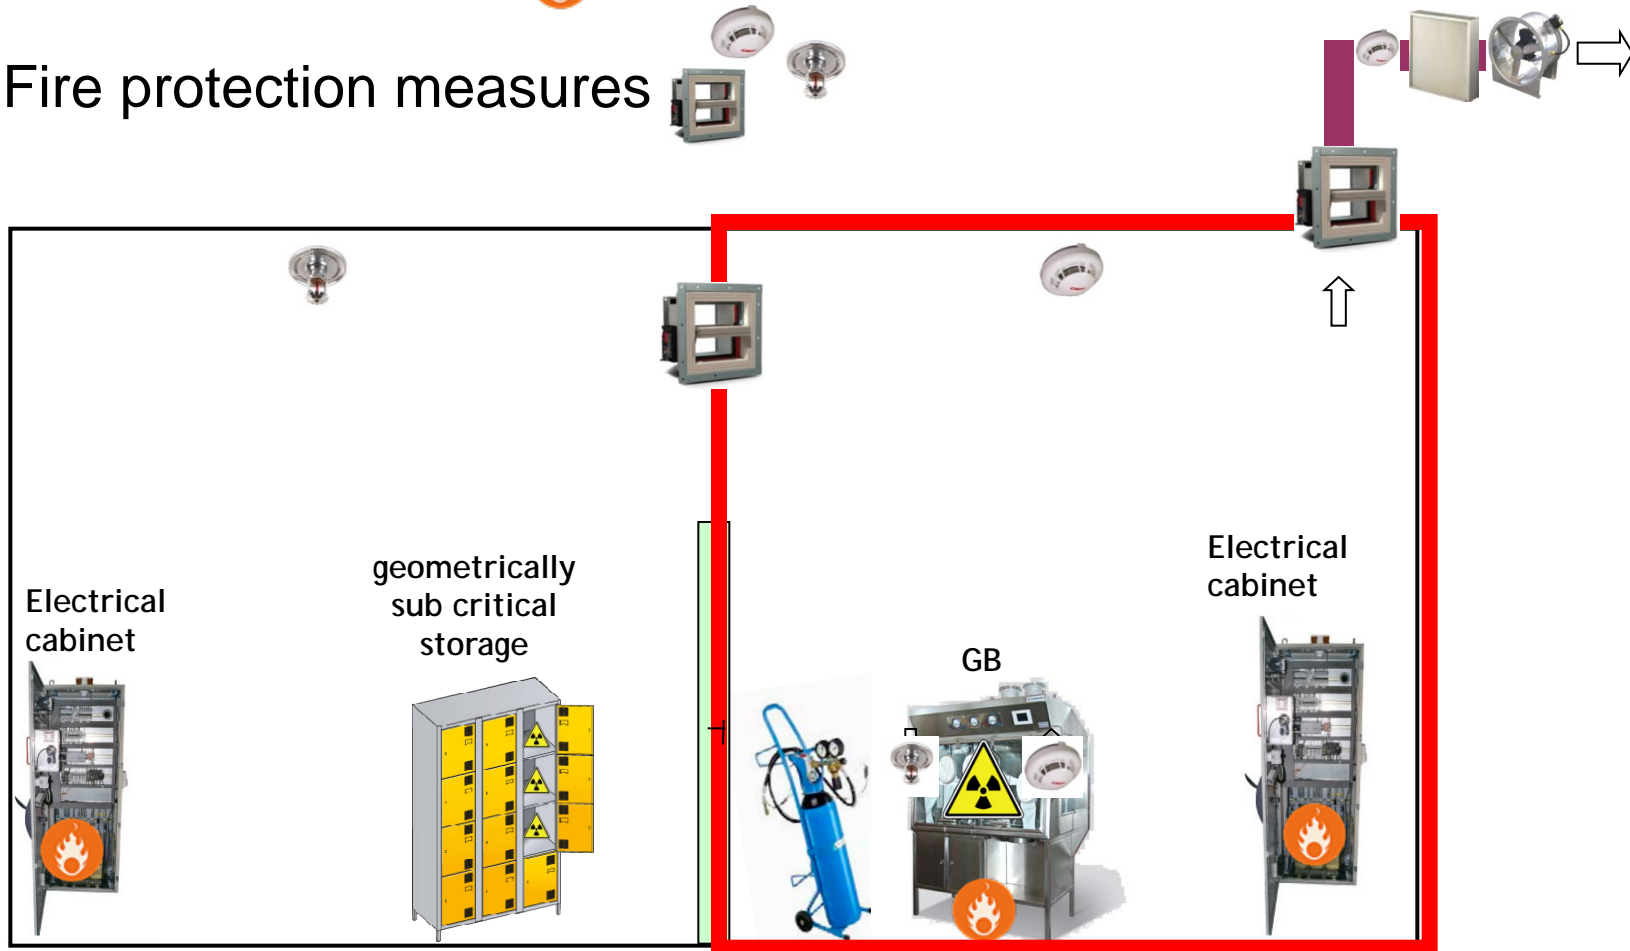 Fire protection measures
Electrical
cabinet
geometrically
sub critical
storage
GB
Electrical
cabinet